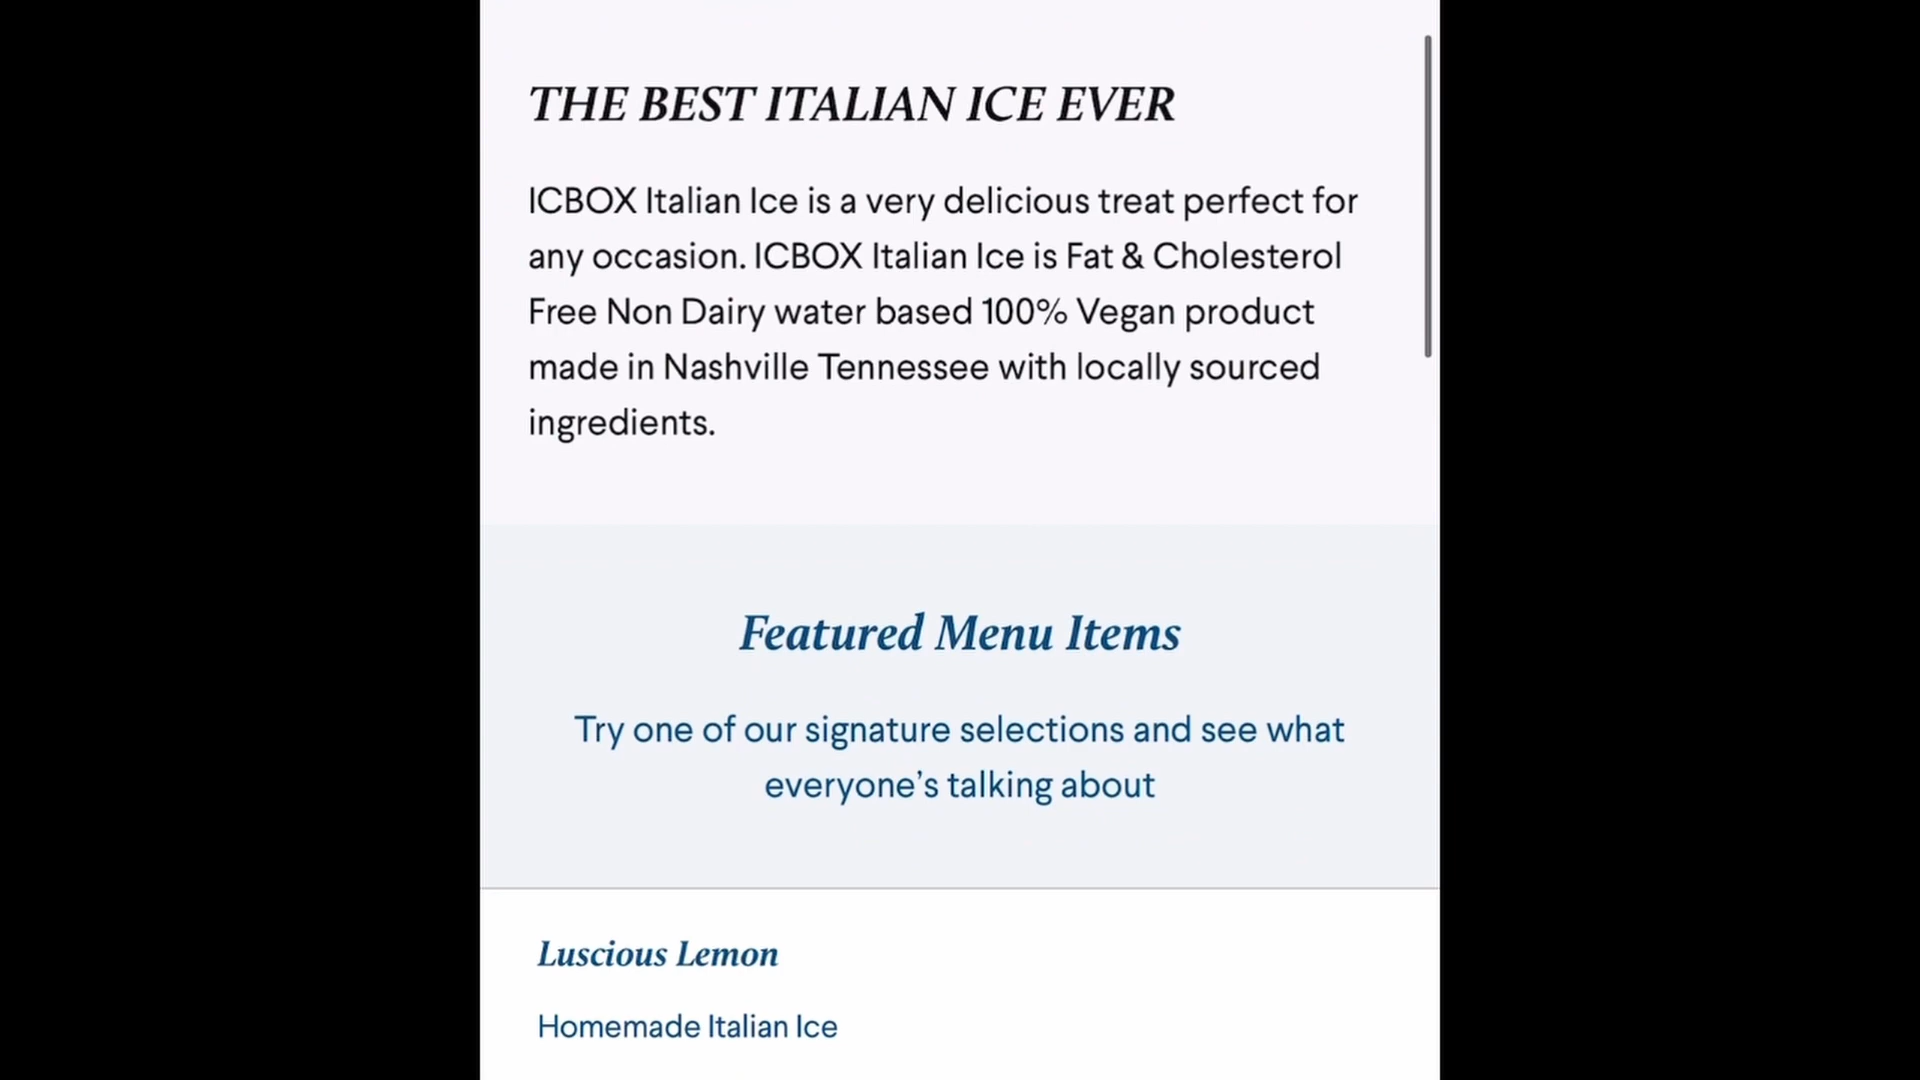 THE BEST ITALIAN ICE EVER
ICBOX Italian Ice is a very delicious treat perfect for
any occasion. ICBOX Italian Ice is Fat & Cholesterol
Free Non Dairy water based 100% Vegan product
made in Nashville Tennessee with locally sourced
ingredients.
Featured Menu Items
Try one of our signature selections and see what
everyone’s talking about
Luscious Lemon
Homemade Italian Ice